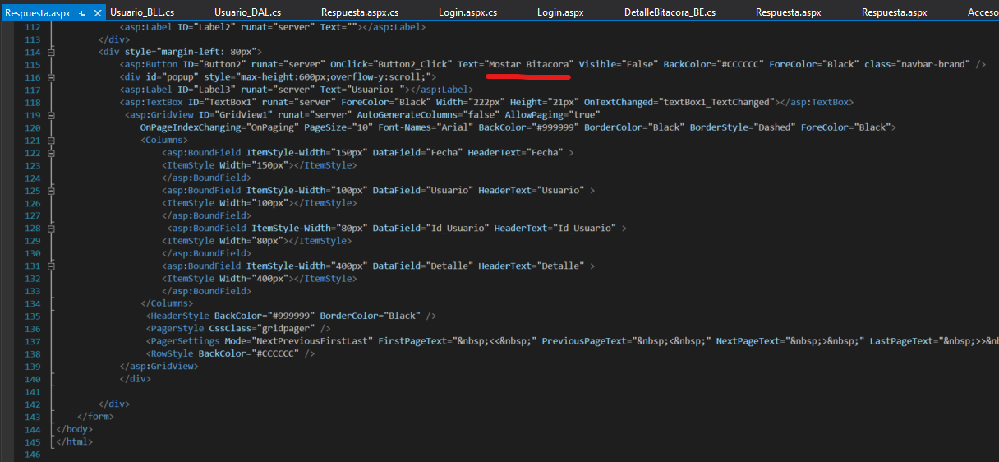 Respuesta.aspx Usuario_BLL.cs Usuario_DAL.cs Respuesta.aspx.cs Login.aspx.cs Login.aspx DetalleBitacora_BE.cs Respuesta.aspx Respuesta.aspx Acceso
112 <asp:Label ID="Label2" runat="server" Text=""></asp:Label>
113 </div>
114 <div style="margin-left: 80px">
115 <asp:Button ID="Button2" runat="server" OnClick="Button2_Click" Text="Mostar Bitacora" Visible="False" BackColor="#CCCCCC" ForeColor="Black" class="navbar-brand" />
116 <div id="popup" style="max-height:600px;overflow-y:scroll;">
117 <asp:Label ID="Label3" runat="server" Text="Usuario: "></asp:Label>
118 <asp:TextBox ID="TextBox1" runat="server" ForeColor="Black" Width="222px" Height="21px" OnTextChanged="textBox1_TextChanged"></asp:TextBox>
119 <asp:GridView ID="GridView1" runat="server" AutoGenerateColumns="false" AllowPaging="true"
120 OnPageIndexChanging="OnPaging" PageSize="10" Font-Names="Arial" BackColor="#999999" BorderColor="Black" BorderStyle="Dashed" ForeColor="Black">
121 <Columns>
122 <asp:BoundField ItemStyle-Width="150px" DataField="Fecha" HeaderText="Fecha" >
123 <ItemStyle Width="150px"></ItemStyle>
124 </asp:BoundField>
125 <asp:BoundField ItemStyle-Width="100px" DataField="Usuario" HeaderText="Usuario" >
126 <ItemStyle Width="100px"></ItemStyle>
127 </asp:BoundField>
128 <asp:BoundField ItemStyle-Width="80px" DataField="Id_Usuario" HeaderText="Id_Usuario" >
129 <ItemStyle Width="80px"></ItemStyle>
130 </asp:BoundField>
131 <asp:BoundField ItemStyle-Width="400px" DataField="Detalle" HeaderText="Detalle" >
132 <ItemStyle Width="400px"></ItemStyle>
133 </asp:BoundField>
134 </Columns>
135 <HeaderStyle BackColor="#999999" BorderColor="Black" />
136 <PagerStyle CssClass="gridpager" />
137 <PagerSettings Mode="NextPreviousFirstLast" FirstPageText="&nbsp;<<&nbsp;" PreviousPageText="&nbsp;<&nbsp;" NextPageText="&nbsp;>&nbsp;" LastPageText="&nbsp;>>&nb
138 <RowStyle BackColor="#CCCCCC" />
139 </asp:GridView>
140 </div>
141
142 </div>
143 </form>
144 </body>
145 </html>
146